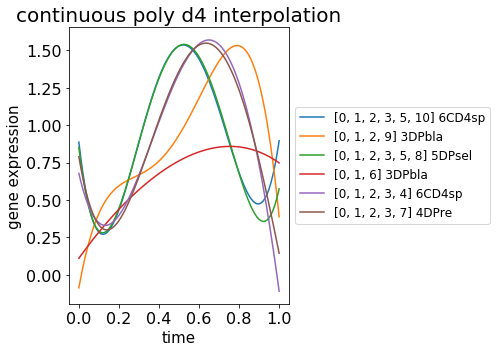 continuous poly d4 interpolation
gene expression
1.50
1.25
1.00
0.75
0.50
0.25
0.00
0.0 0.2 0.4 0.6 0.8 1.0
time
[0, 1, 2, 3, 5, 10] 6CD4sp
[0, 1, 2, 9] 3DPbla
[0, 1, 2, 3, 5, 8] 5DPsel
[0, 1, 6] 3DPbla
[0, 1, 2, 3, 4] 6CD4sp
[0, 1, 2, 3, 7] 4DPre